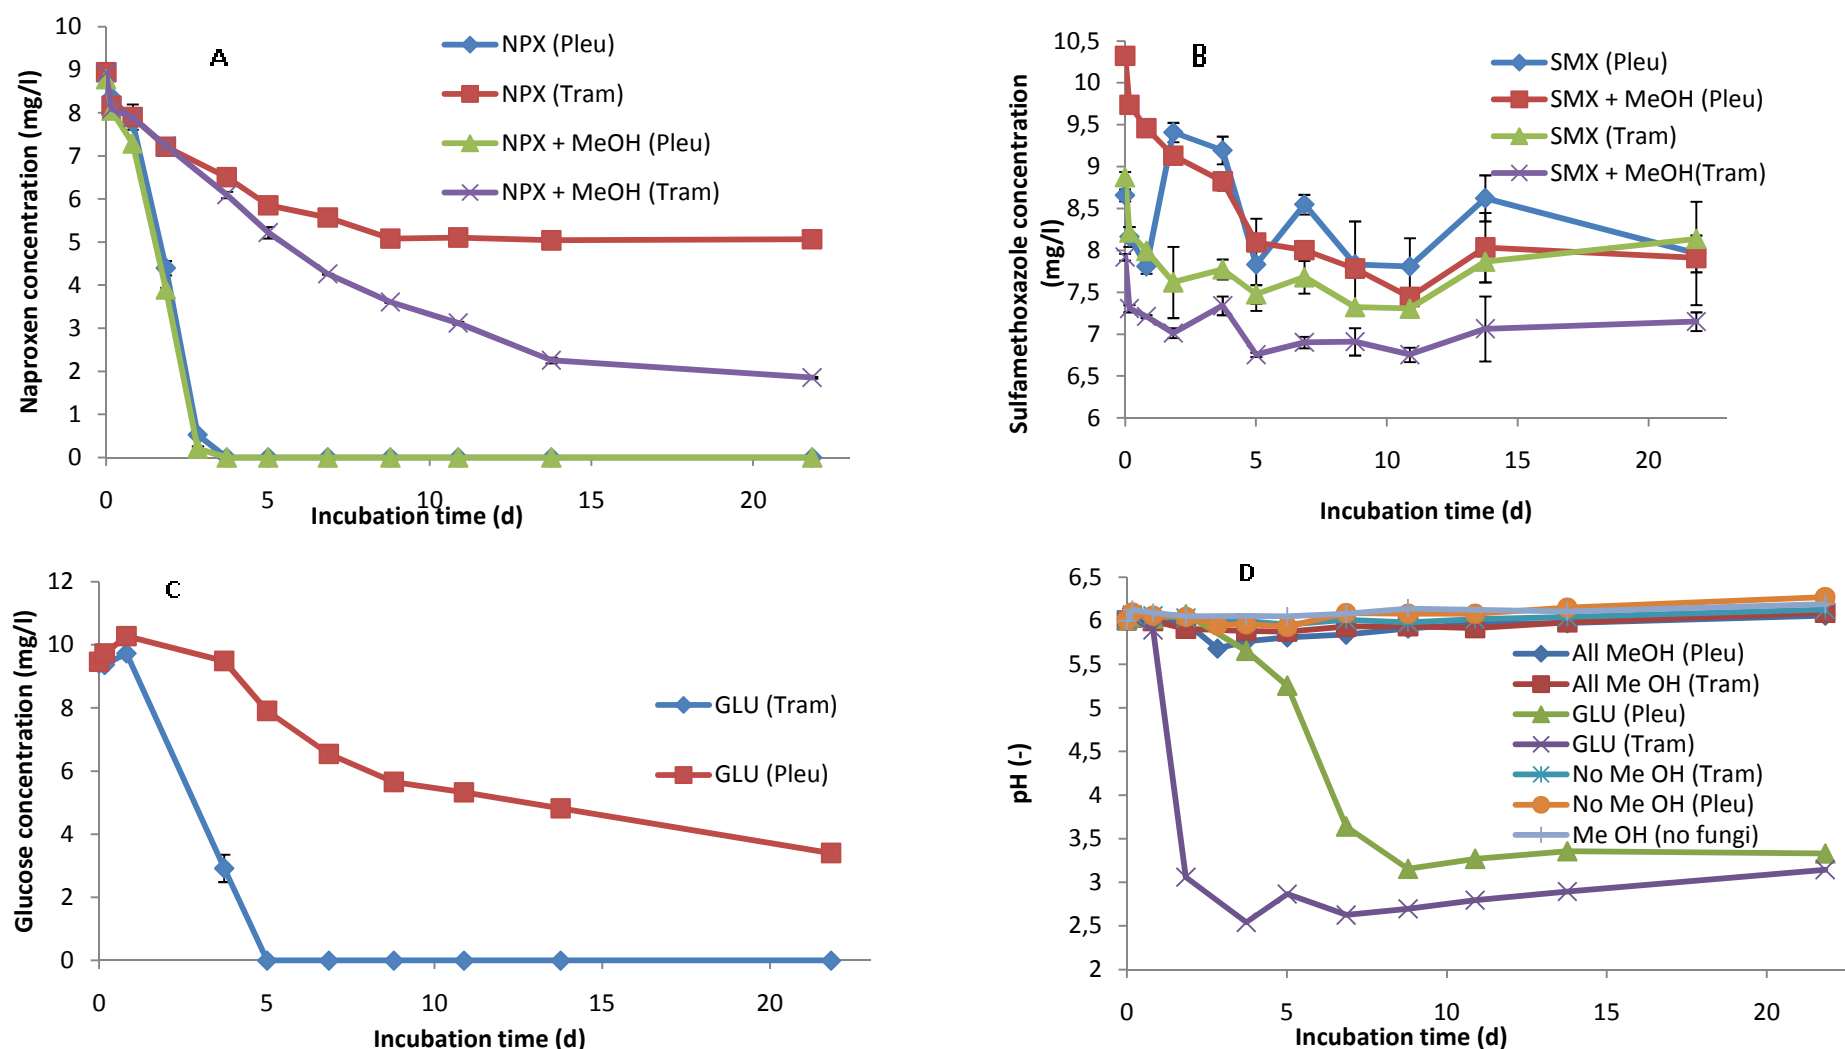 A
Naproxen concentration (mg/l)
10
9
8
7
6
5
4
3
2
1
0
0 5 10 15 20
Incubation time (d)
NPX (Pleu)
NPX (Tram)
NPX + MeOH (Pleu)
NPX + MeOH (Tram)
B
Sulfamethoxazole concentration
(mg/l)
10,5
10
9,5
9
8,5
8
7,5
7
6,5
6
0 5 10 15 20
Incubation time (d)
SMX (Pleu)
SMX + MeOH (Pleu)
SMX (Tram)
SMX + MeOH(Tram)
C
Glucose concentration (mg/l)
12
10
8
6
4
2
0
0 5 10 15 20
Incubation time (d)
GLU (Tram)
GLU (Pleu)
D
pH (-)
6,5
6
5,5
5
4,5
4
3,5
3
2,5
2
0 5 10 15 20
Incubation time (d)
All MeOH (Pleu)
All Me OH (Tram)
GLU (Pleu)
GLU (Tram)
No Me OH (Tram)
No Me OH (Pleu)
Me OH (no fungi)